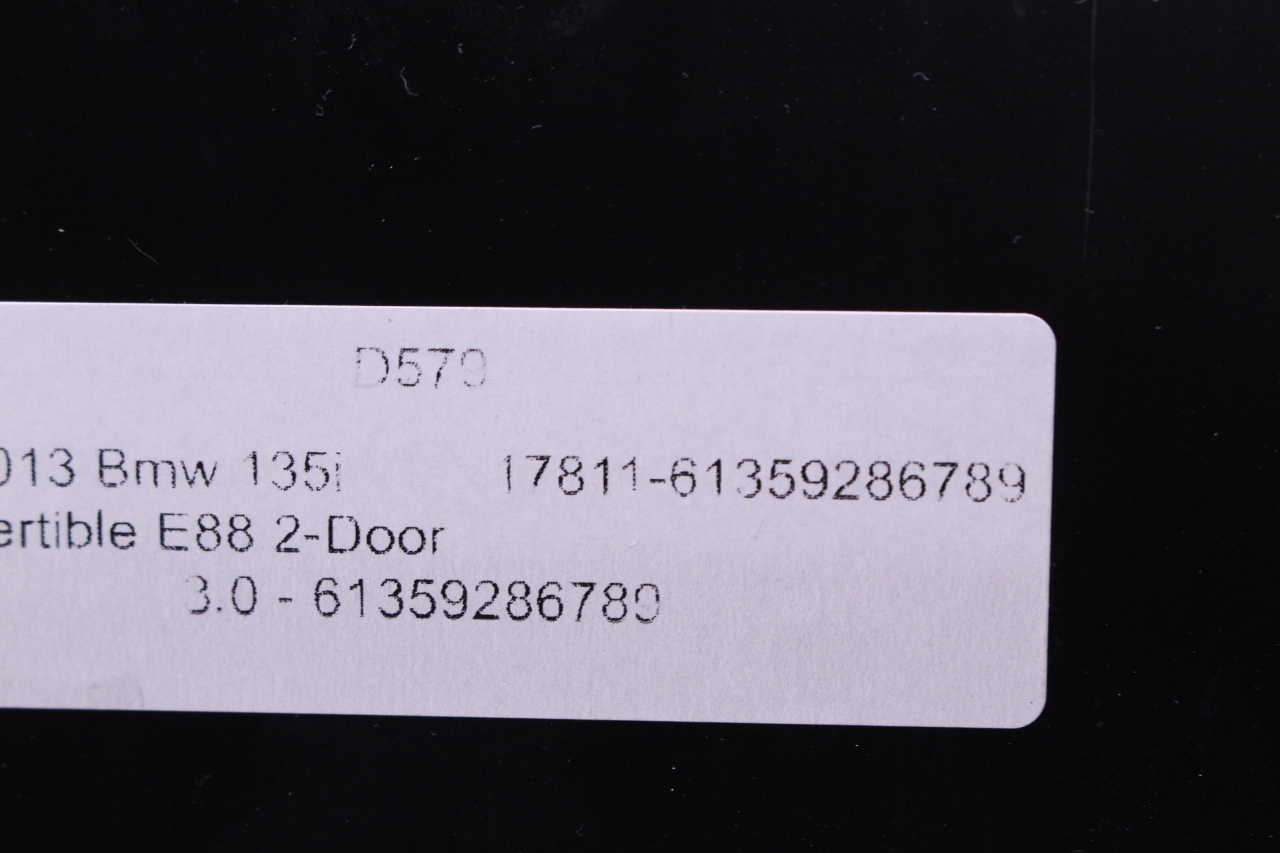 D579
013 Bmw 135i 17811-61359286789
ertible E88 2-Door
3.0 - 61359286789